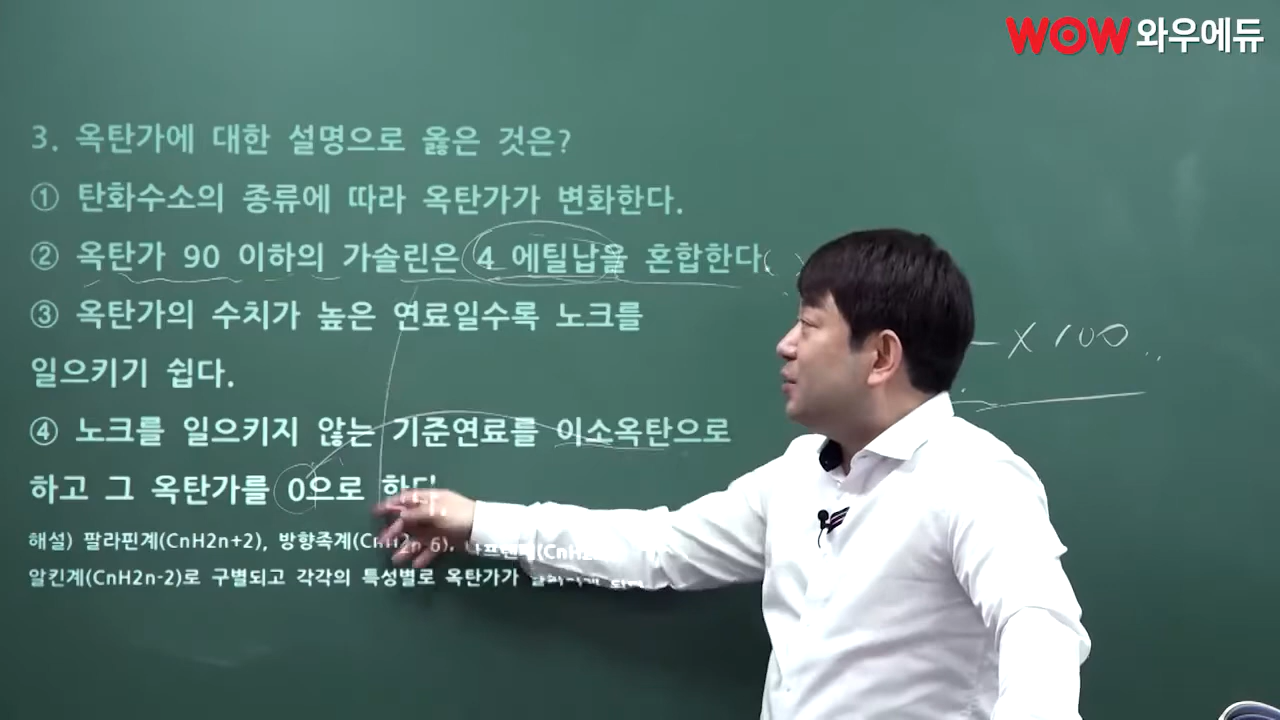 WOW와우에듀
3. 옥탄가에 대한 설명으로 옳은 것은?
① 탄화수소의 종류에 따라 옥탄가가 변화한다.
② 옥탄가 90 이하의 가솔린은 4 에틸납을 혼합한다.
③ 옥탄가의 수치가 높은 연료일수록 노크를
일으키기 쉽다.
④ 노크를 일으키지 않는 기준연료를 이소옥탄으로
하고 그 옥탄가를 0으로 한다.
해설) 팔라핀계(CnH2n+2), 방향족계(CnH2n-6),
알킨계(CnH2n-2)로 구별되고 각각의 특성별로 옥탄가가
X 100